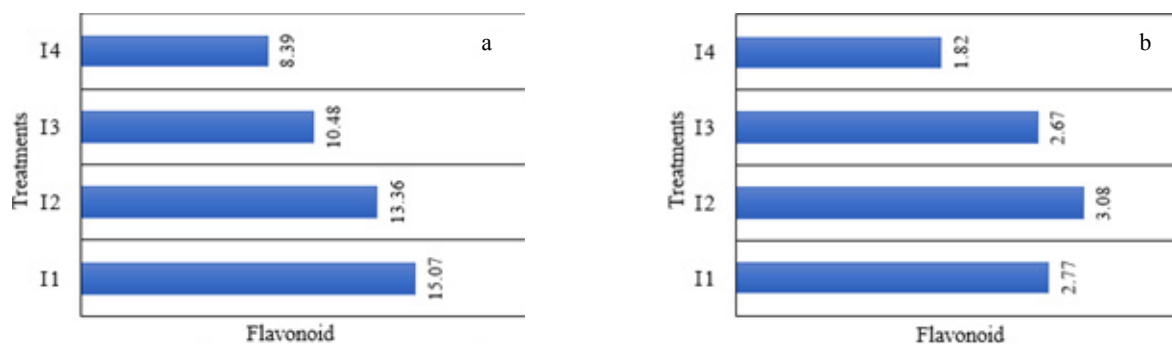 a
I4
8.39
I3
10.48
I2
13.36
I1
15.07
Treatments
Flavonoid
b
I4
1.82
I3
2.67
I2
3.08
I1
2.77
Treatments
Flavonoid